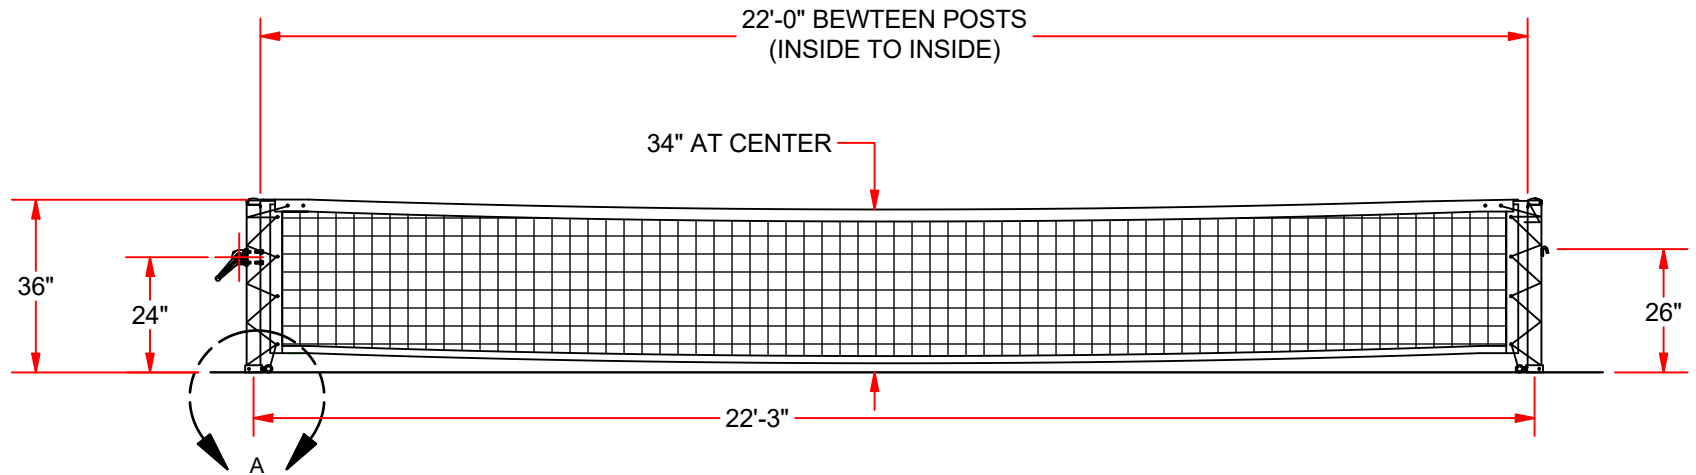 22'-0" BEWTEEN POSTS
(INSIDE TO INSIDE)
34" AT CENTER
36"
24"
26"
22'-3"
A